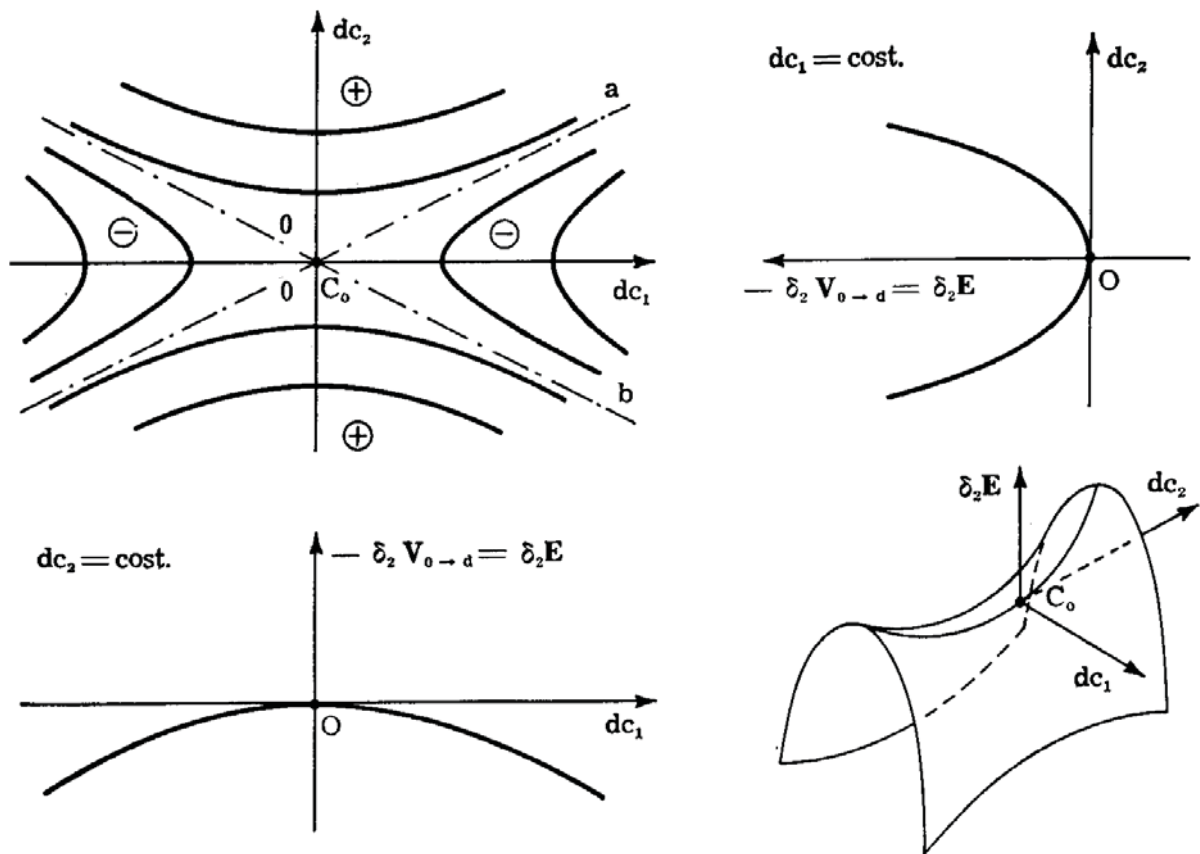 dc₂
⊕
a
⊖ 0 ⊖
0 C₀ dc₁
b
⊕
dc₁ = cost.
dc₂
O
— δ₂ V₀ → d = δ₂E
dc₂ = cost.
— δ₂ V₀ → d = δ₂E
O dc₁
δ₂E
dc₂
C₀
dc₁